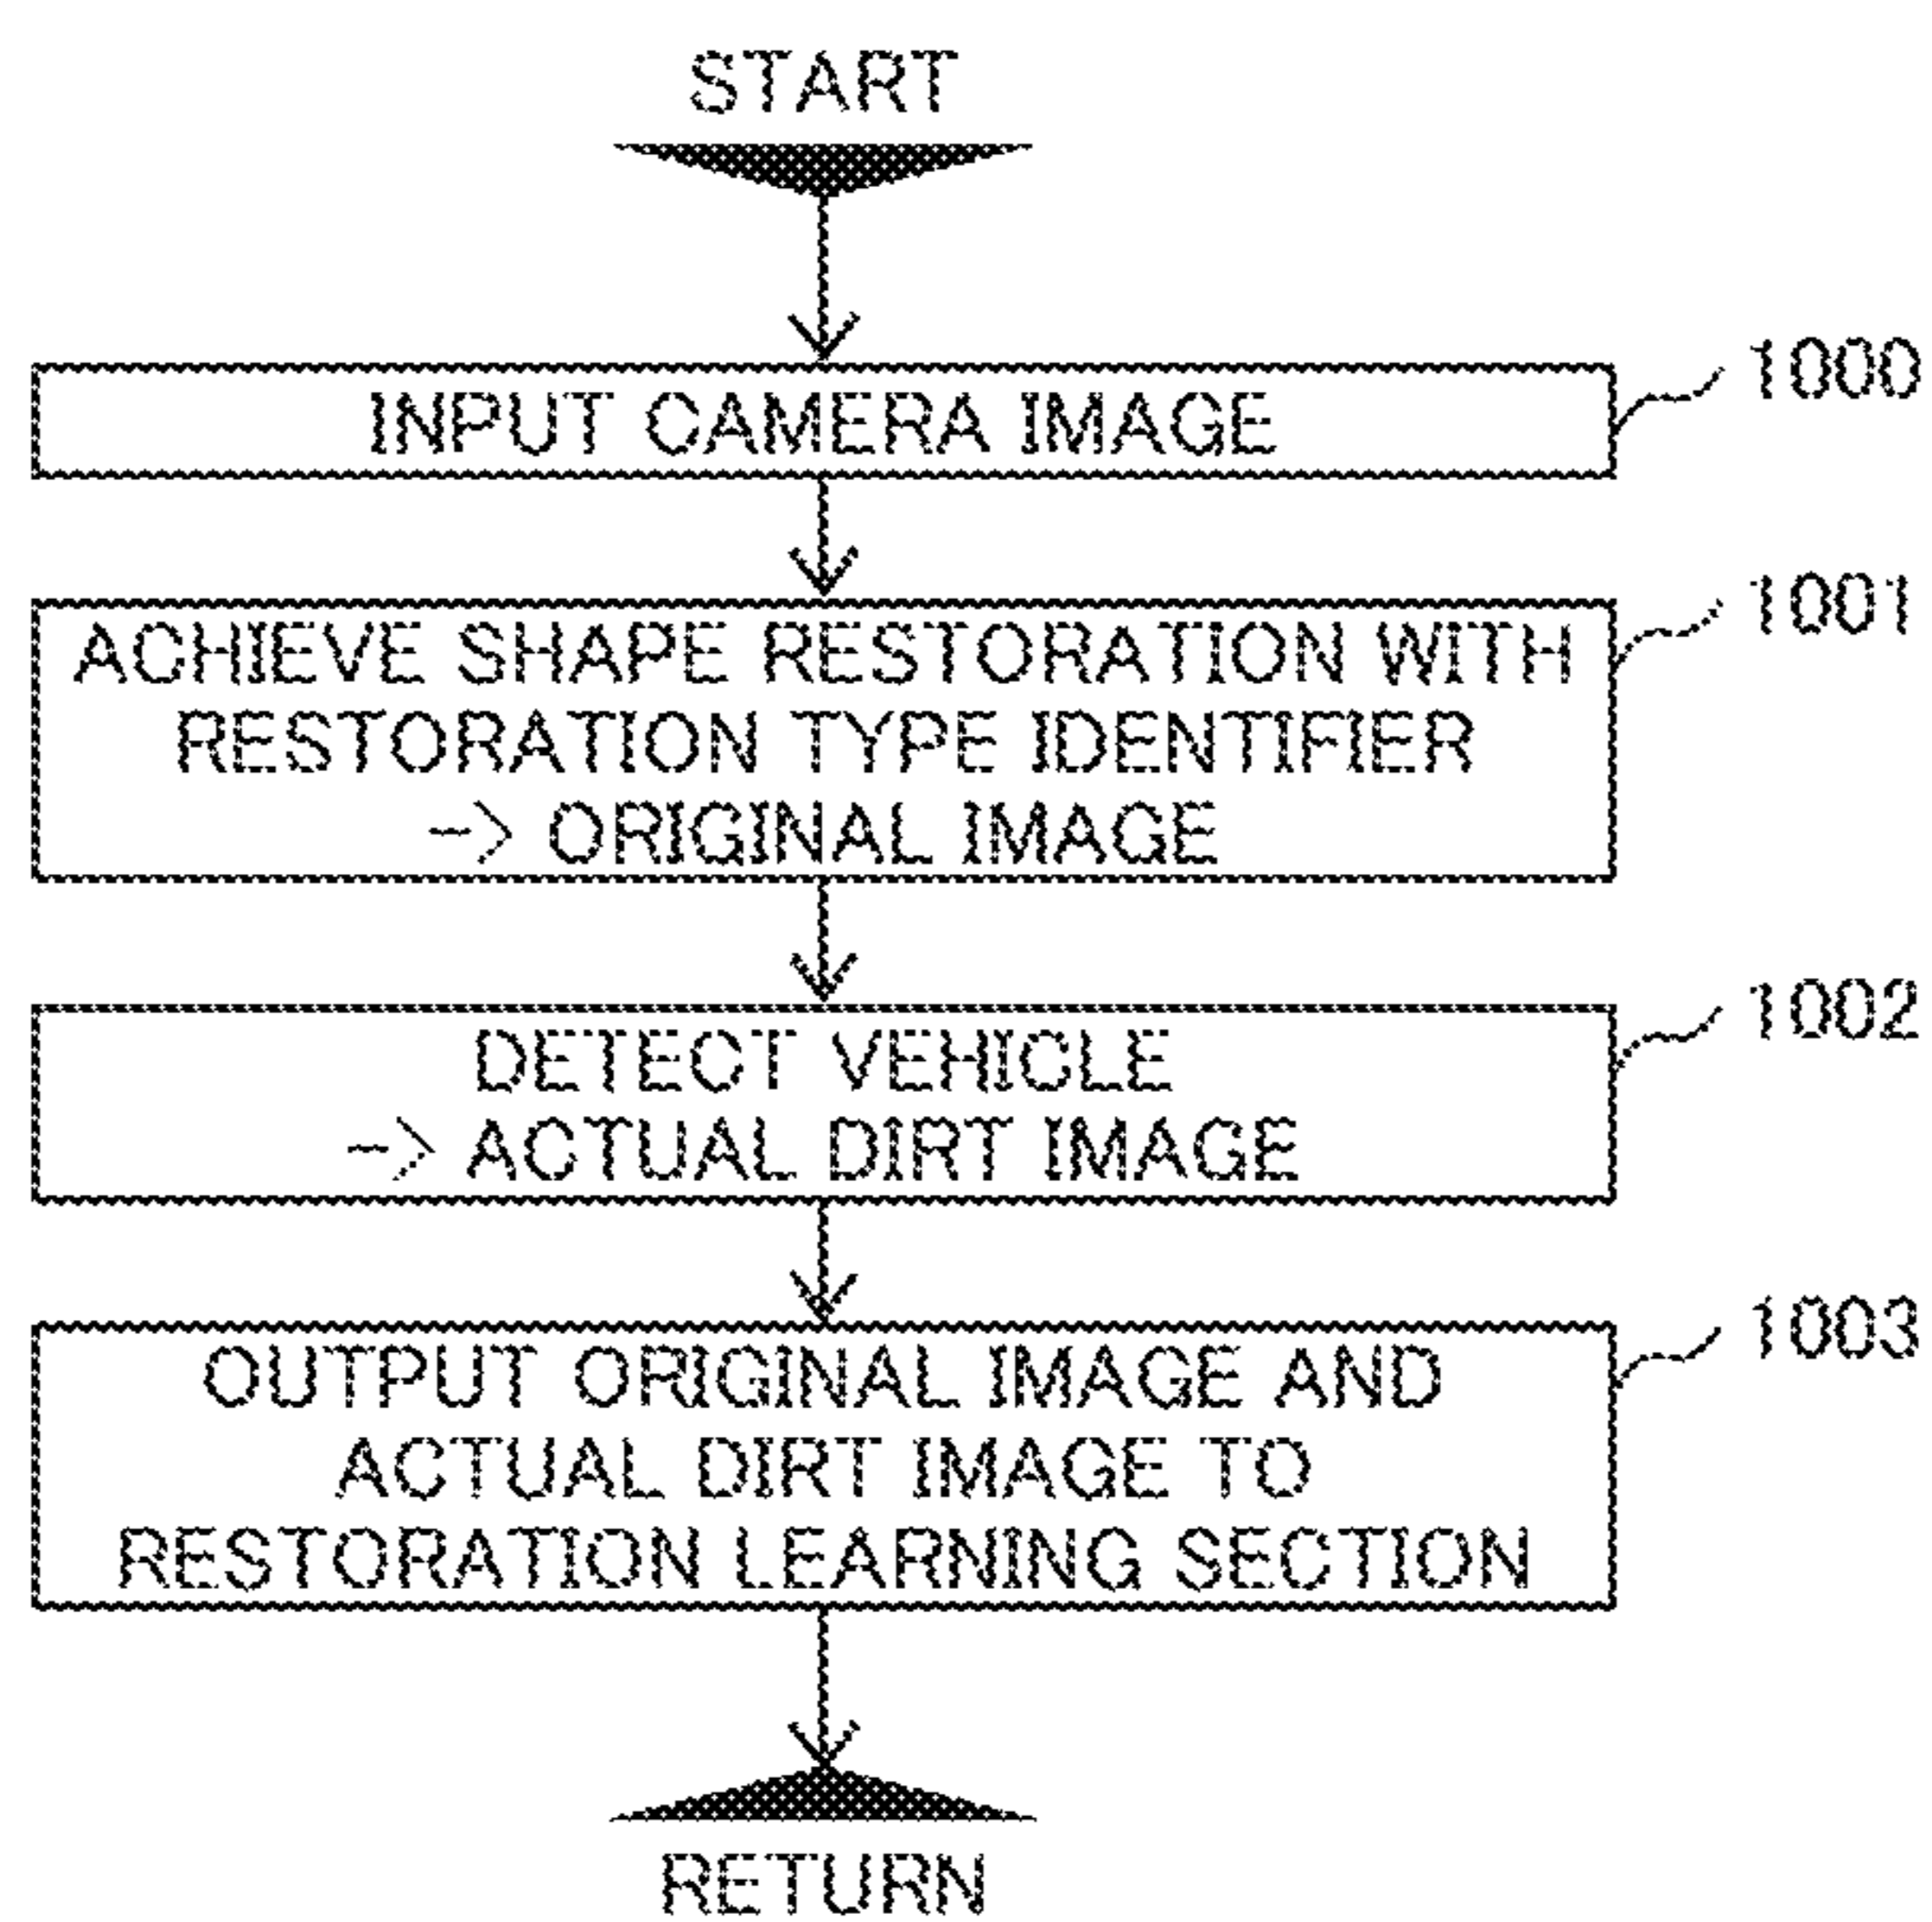 START
INPUT CAMERA IMAGE
1000
ACHIEVE SHAPE RESTORATION WITH
RESTORATION TYPE IDENTIFIER
-> ORIGINAL IMAGE
1001
DETECT VEHICLE
-> ACTUAL DIRT IMAGE
1002
OUTPUT ORIGINAL IMAGE AND
ACTUAL DIRT IMAGE TO
RESTORATION LEARNING SECTION
1003
RETURN